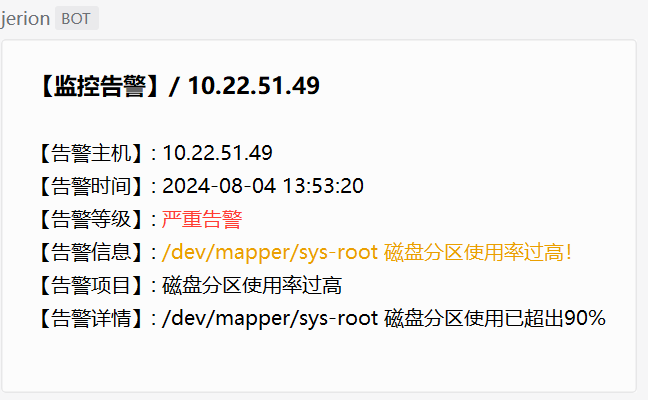 jerion BOT
【监控告警】/ 10.22.51.49
【告警主机】: 10.22.51.49
【告警时间】: 2024-08-04 13:53:20
【告警等级】: 严重告警
【告警信息】: /dev/mapper/sys-root 磁盘分区使用率过高！
【告警项目】: 磁盘分区使用率过高
【告警详情】: /dev/mapper/sys-root 磁盘分区使用已超出90%